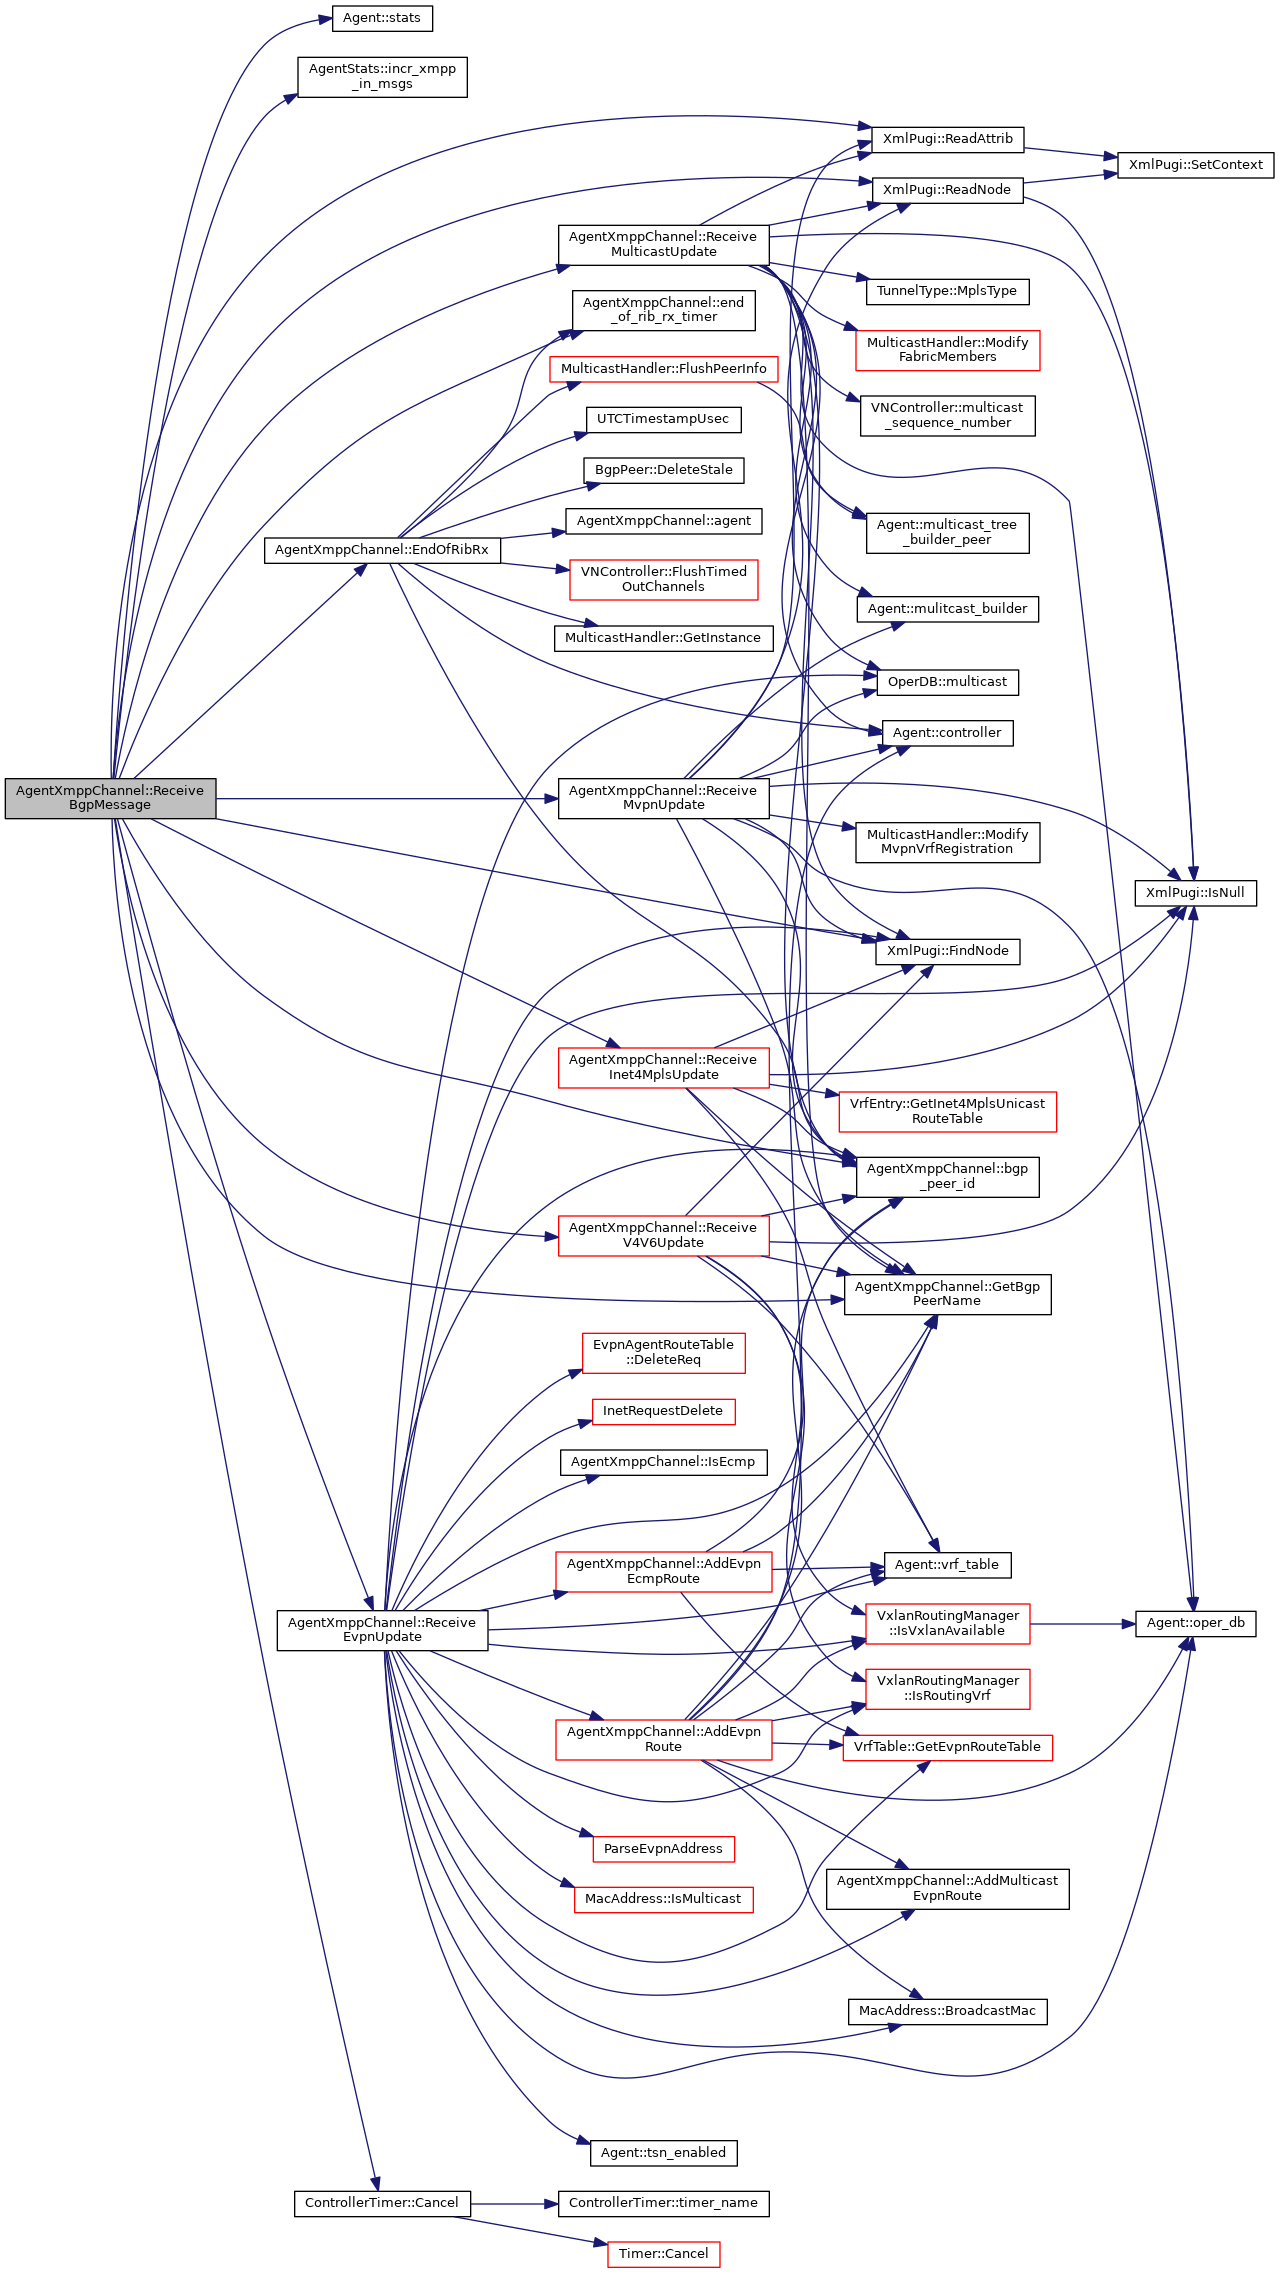 Agent::stats
AgentStats::incr_xmpp
_in_msgs
XmlPugi::ReadAttrib
XmlPugi::SetContext
XmlPugi::ReadNode
AgentXmppChannel::Receive
MulticastUpdate
TunnelType::MplsType
AgentXmppChannel::end
_of_rib_rx_timer
MulticastHandler::Modify
FabricMembers
MulticastHandler::FlushPeerInfo
VNController::multicast
_sequence_number
UTCTimestampUsec
BgpPeer::DeleteStale
AgentXmppChannel::agent
Agent::multicast_tree
_builder_peer
AgentXmppChannel::EndOfRibRx
VNController::FlushTimed
OutChannels
Agent::mulitcast_builder
MulticastHandler::GetInstance
OperDB::multicast
Agent::controller
AgentXmppChannel::Receive
BgpMessage
AgentXmppChannel::Receive
MvpnUpdate
MulticastHandler::Modify
MvpnVrfRegistration
XmlPugi::IsNull
XmlPugi::FindNode
AgentXmppChannel::Receive
Inet4MplsUpdate
VrfEntry::GetInet4MplsUnicast
RouteTable
AgentXmppChannel::bgp
_peer_id
AgentXmppChannel::Receive
V4V6Update
AgentXmppChannel::GetBgp
PeerName
EvpnAgentRouteTable
::DeleteReq
InetRequestDelete
AgentXmppChannel::IsEcmp
AgentXmppChannel::AddEvpn
EcmpRoute
Agent::vrf_table
AgentXmppChannel::Receive
EvpnUpdate
VxlanRoutingManager
::IsVxlanAvailable
Agent::oper_db
VxlanRoutingManager
::IsRoutingVrf
AgentXmppChannel::AddEvpn
Route
VrfTable::GetEvpnRouteTable
ParseEvpnAddress
MacAddress::IsMulticast
AgentXmppChannel::AddMulticast
EvpnRoute
MacAddress::BroadcastMac
Agent::tsn_enabled
ControllerTimer::Cancel
ControllerTimer::timer_name
Timer::Cancel